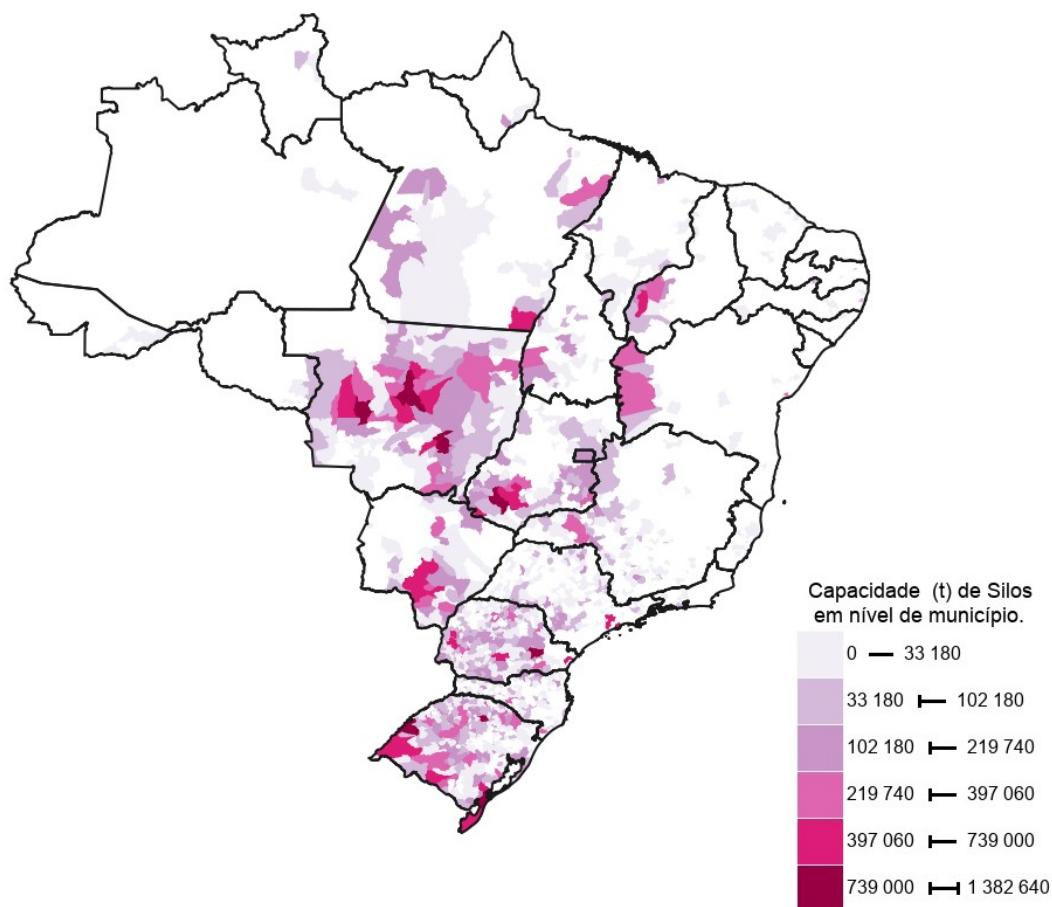 Capacidade (t) de Silos
em nível de município.
0 — 33 180
33 180 ⊢ 102 180
102 180 ⊢ 219 740
219 740 ⊢ 397 060
397 060 ⊢ 739 000
739 000 ⊢⊣ 1 382 640